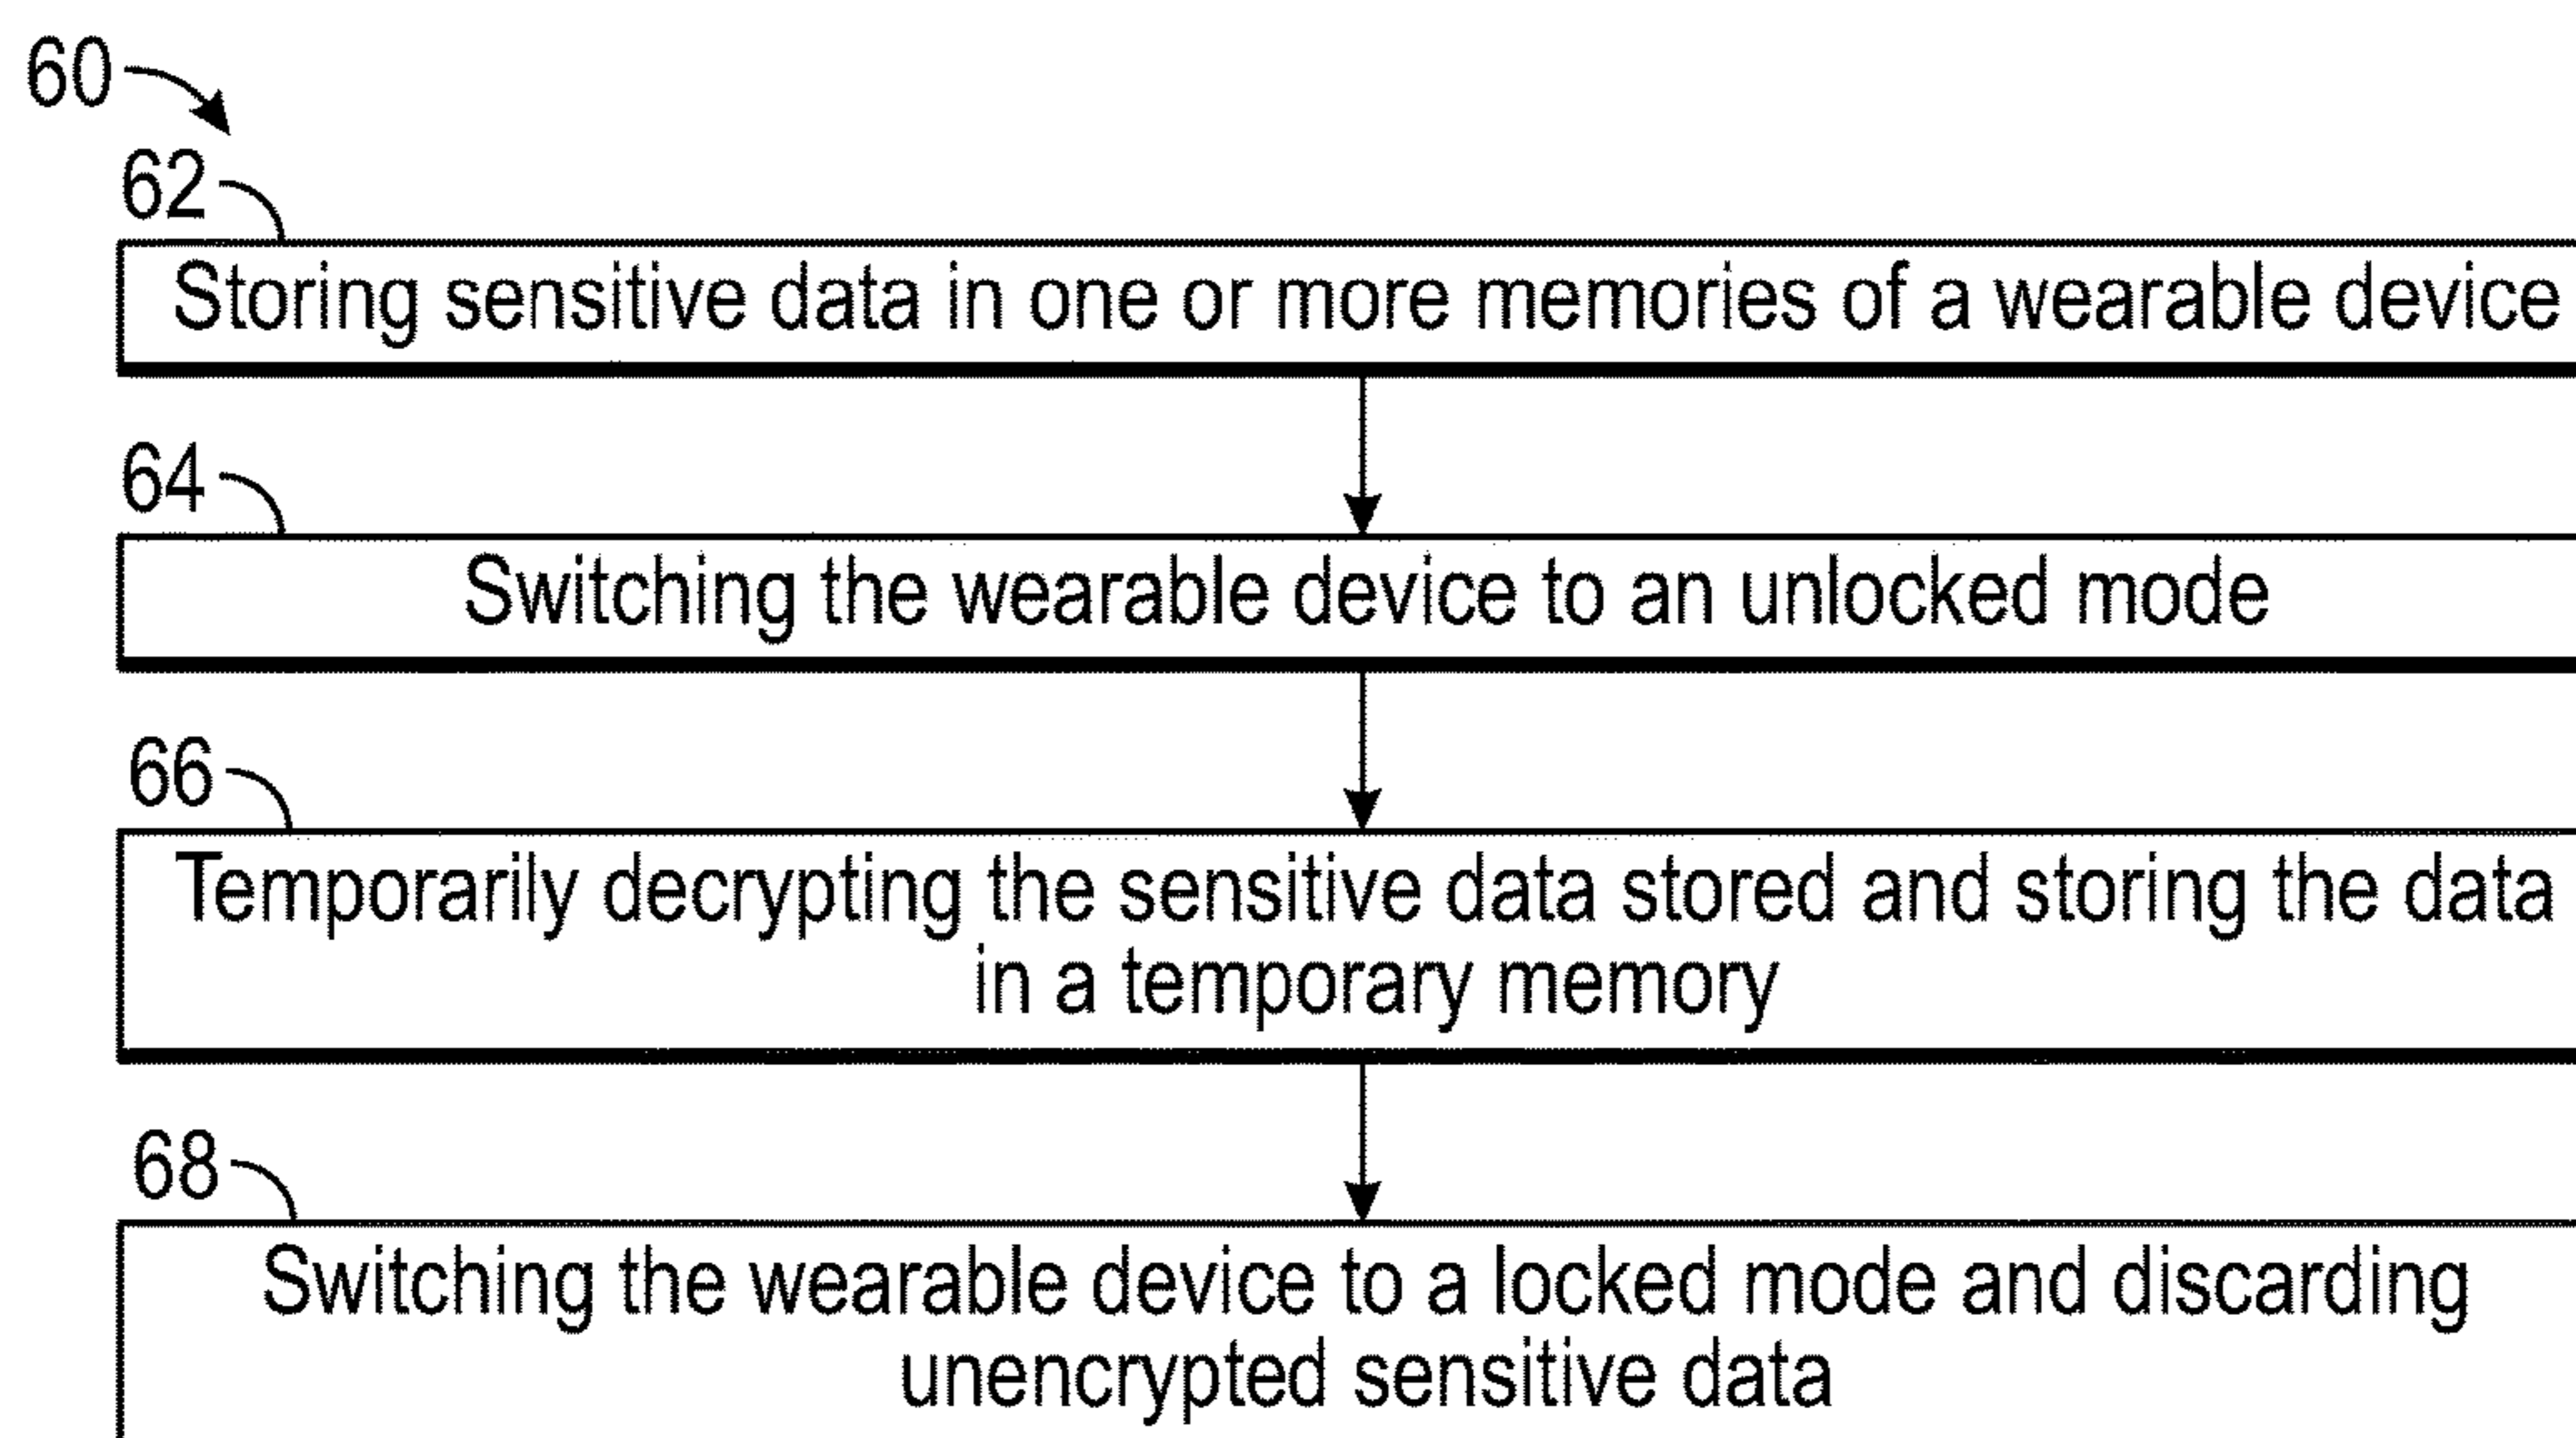 60
62
Storing sensitive data in one or more memories of a wearable device
64
Switching the wearable device to an unlocked mode
66
Temporarily decrypting the sensitive data stored and storing the data
in a temporary memory
68
Switching the wearable device to a locked mode and discarding
unencrypted sensitive data